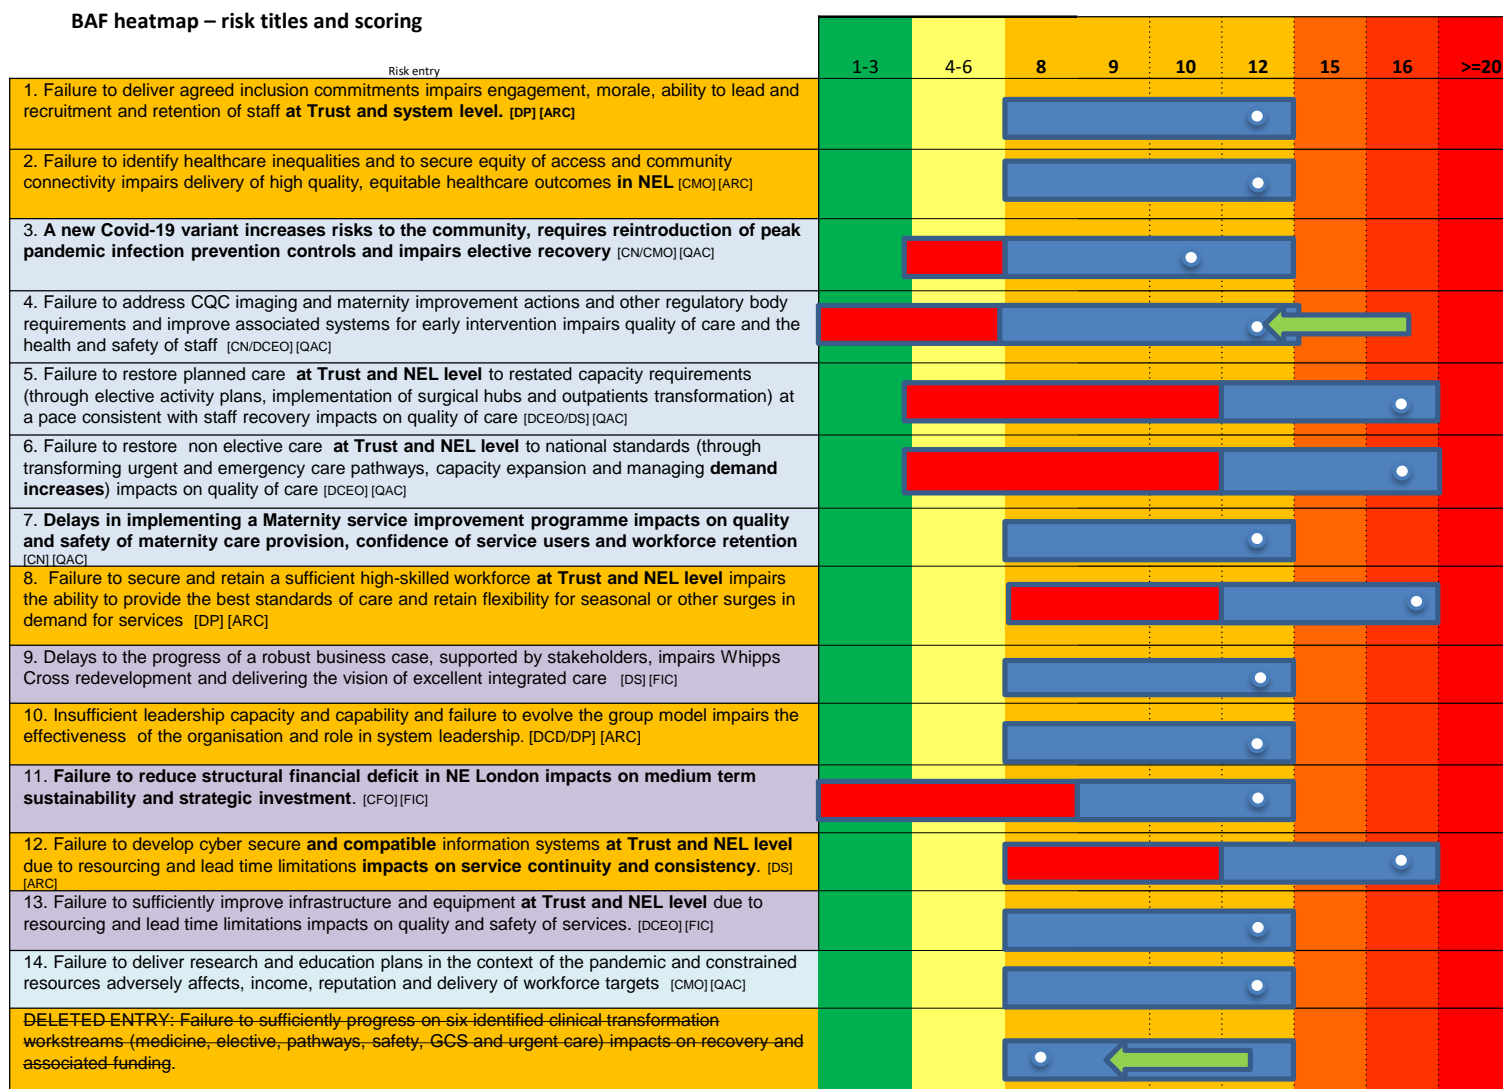 BAF heatmap – risk titles and scoring
Risk entry
1-3 4-6 8 9 10 12 15 16 >=20
1. Failure to deliver agreed inclusion commitments impairs engagement, morale, ability to lead and
recruitment and retention of staff at Trust and system level. [DP] [ARC]
2. Failure to identify healthcare inequalities and to secure equity of access and community
connectivity impairs delivery of high quality, equitable healthcare outcomes in NEL [CMO] [ARC]
3. A new Covid-19 variant increases risks to the community, requires reintroduction of peak
pandemic infection prevention controls and impairs elective recovery [CN/CMO] [QAC]
4. Failure to address CQC imaging and maternity improvement actions and other regulatory body
requirements and improve associated systems for early intervention impairs quality of care and the
health and safety of staff [CN/DCEO] [QAC]
5. Failure to restore planned care at Trust and NEL level to restated capacity requirements
(through elective activity plans, implementation of surgical hubs and outpatients transformation) at
a pace consistent with staff recovery impacts on quality of care [DCEO/DS] [QAC]
6. Failure to restore non elective care at Trust and NEL level to national standards (through
transforming urgent and emergency care pathways, capacity expansion and managing demand
increases) impacts on quality of care [DCEO] [QAC]
7. Delays in implementing a Maternity service improvement programme impacts on quality
and safety of maternity care provision, confidence of service users and workforce retention
[CN] [QAC]
8. Failure to secure and retain a sufficient high-skilled workforce at Trust and NEL level impairs
the ability to provide the best standards of care and retain flexibility for seasonal or other surges in
demand for services [DP] [ARC]
9. Delays to the progress of a robust business case, supported by stakeholders, impairs Whipps
Cross redevelopment and delivering the vision of excellent integrated care [DS] [FIC]
10. Insufficient leadership capacity and capability and failure to evolve the group model impairs the
effectiveness of the organisation and role in system leadership. [DCD/DP] [ARC]
11. Failure to reduce structural financial deficit in NE London impacts on medium term
sustainability and strategic investment. [CFO] [FIC]
12. Failure to develop cyber secure and compatible information systems at Trust and NEL level
due to resourcing and lead time limitations impacts on service continuity and consistency. [DS]
[ARC]
13. Failure to sufficiently improve infrastructure and equipment at Trust and NEL level due to
resourcing and lead time limitations impacts on quality and safety of services. [DCEO] [FIC]
14. Failure to deliver research and education plans in the context of the pandemic and constrained
resources adversely affects, income, reputation and delivery of workforce targets [CMO] [QAC]
DELETED ENTRY: Failure to sufficiently progress on six identified clinical transformation
workstreams (medicine, elective, pathways, safety, GCS and urgent care) impacts on recovery and
associated funding.